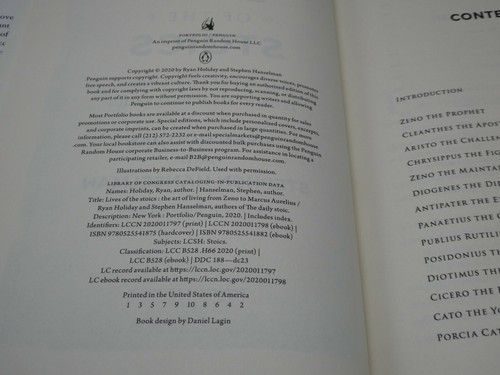 PORTFOLIO / PENGUIN
An imprint of Penguin Random House LLC
penguinrandomhouse.com
Copyright © 2020 by Ryan Holiday and Stephen Hanselman
Penguin supports copyright. Copyright fuels creativity, encourages diverse voices, promotes
free speech, and creates a vibrant culture. Thank you for buying an authorized edition of this
book and for complying with copyright laws by not reproducing, scanning, or distributing
any part of it in any form without permission. You are supporting writers and allowing
Penguin to continue to publish books for every reader.
Most Portfolio books are available at a discount when purchased in quantity for sales
promotions or corporate use. Special editions, which include personalized covers, excerpts,
and corporate imprints, can be created when purchased in large quantities. For more
information, please call (212) 572-2232 or e-mail specialmarkets@penguinrandomhouse
.com. Your local bookstore can also assist with discounted bulk purchases using the Penguin
Random House corporate Business-to-Business program. For assistance in locating a
participating retailer, e-mail B2B@penguinrandomhouse.com.
Illustrations by Rebecca DeField. Used with permission.
LIBRARY OF CONGRESS CATALOGING-IN-PUBLICATION DATA
Names: Holiday, Ryan, author. | Hanselman, Stephen, author.
Title: Lives of the stoics : the art of living from Zeno to Marcus Aurelius /
Ryan Holiday and Stephen Hanselman, authors of The daily stoic.
Description: New York : Portfolio/Penguin, 2020. | Includes index.
Identifiers: LCCN 2020011797 (print) | LCCN 2020011798 (ebook) |
ISBN 9780525541875 (hardcover) | ISBN 9780525541882 (ebook)
Subjects: LCSH: Stoics.
Classification: LCC B528 .H66 2020 (print) |
LCC B528 (ebook) | DDC 188—dc23
LC record available at https://lccn.loc.gov/2020011797
LC ebook record available at https://lccn.loc.gov/2020011798
Printed in the United States of America
1 3 5 7 9 10 8 6 4 2
Book design by Daniel Lagin
CONTE
INTRODUCTION
ZENO THE PROPHET
CLEANTHES THE APOS
ARISTO THE CHALLEN
CHRYSIPPUS THE FIG
ZENO THE MAINTAI
DIOGENES THE DI
ANTIPATER THE E
PANAETIUS THE C
PUBLIUS RUTILI
POSIDONIUS TH
DIOTIMUS THE
CICERO THE F
CATO THE YO
PORCIA CAT